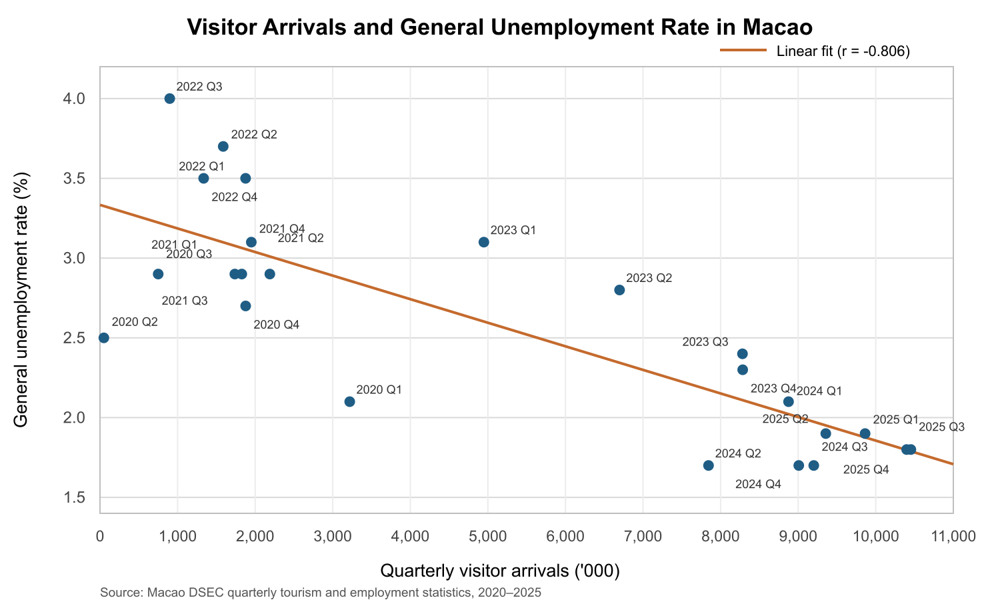 Visitor Arrivals and General Unemployment Rate in Macao
Linear fit (r = -0.806)
General unemployment rate (%)
4.0
3.5
3.0
2.5
2.0
1.5
2022 Q3
2022 Q2
2022 Q1
2022 Q4
2021 Q4
2021 Q2
2023 Q1
2021 Q1
2020 Q3
2023 Q2
2021 Q3
2020 Q2
2020 Q4
2023 Q3
2020 Q1
2023 Q4
2024 Q1
2025 Q2
2025 Q1
2025 Q3
2024 Q3
2024 Q2
2025 Q4
2024 Q4
0
1,000
2,000
3,000
4,000
5,000
6,000
7,000
8,000
9,000
10,000
11,000
Quarterly visitor arrivals ('000)
Source: Macao DSEC quarterly tourism and employment statistics, 2020–2025